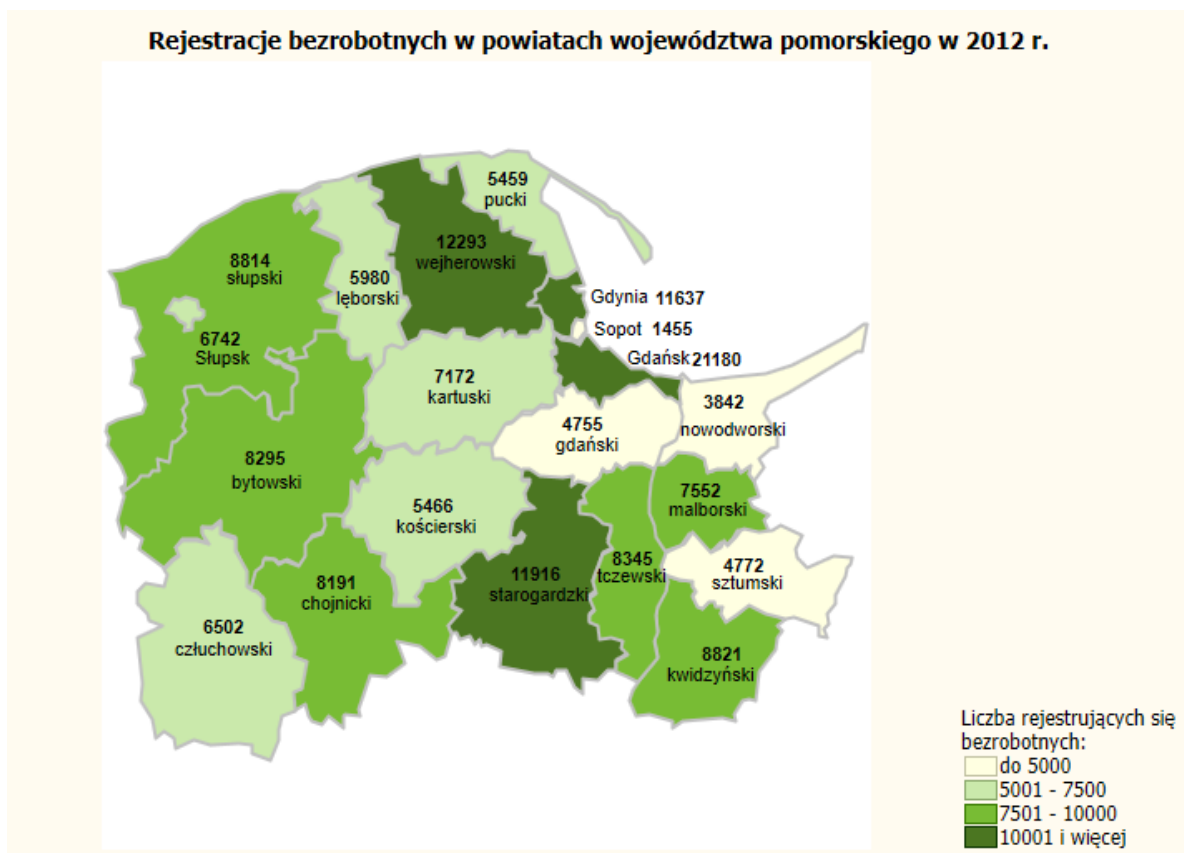 Rejestracje bezrobotnych w powiatach województwa pomorskiego w 2012 r.
5459
pucki
12293
wejherowski
8814
słupski
5980
lęborski
Gdynia 11637
Sopot 1455
Gdańsk 21180
6742
Słupsk
7172
kartuski
3842
nowodworski
4755
gdański
8295
bytowski
7552
malborski
5466
kościerski
8345
tczewski
4772
sztumski
11916
starogardzki
8191
chojnicki
6502
człuchowski
8821
kwidzyński
Liczba rejestrujących się
bezrobotnych:
do 5000
5001 - 7500
7501 - 10000
10001 i więcej